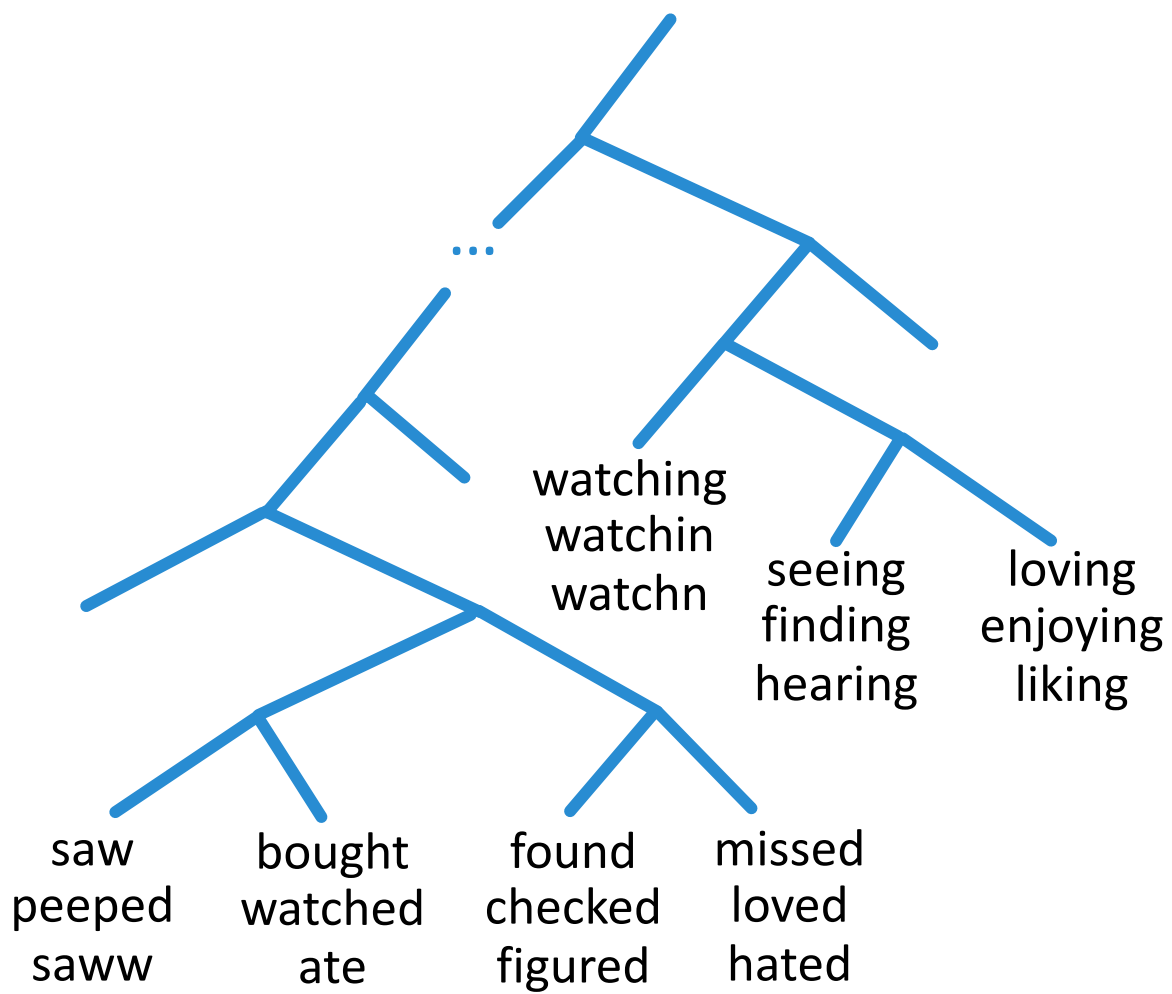 ...
watching
watchin
watchn
seeing
finding
hearing
loving
enjoying
liking
saw
peeped
saww
bought
watched
ate
found
checked
figured
missed
loved
hated